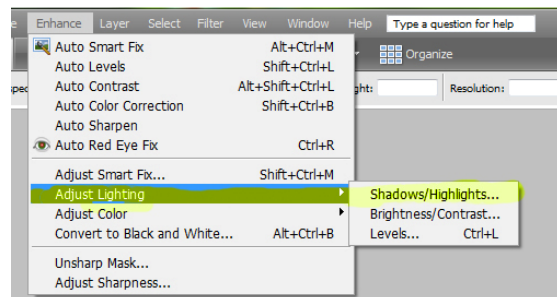 Enhance Layer Select Filter View Window Help Type a question for help
Organize
Resolution:
Auto Smart Fix Alt+Ctrl+M
Auto Levels Shift+Ctrl+L
Auto Contrast Alt+Shift+Ctrl+L
Auto Color Correction Shift+Ctrl+B
Auto Sharpen
Auto Red Eye Fix Ctrl+R
Adjust Smart Fix... Shift+Ctrl+M
Adjust Lighting
Adjust Color
Convert to Black and White... Alt+Ctrl+B
Unsharp Mask...
Adjust Sharpness...
Shadows/Highlights...
Brightness/Contrast...
Levels... Ctrl+L